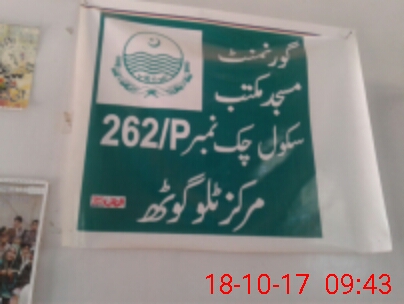 گورنمنٹ
مسجد مکتب
سکول چک نمبر 262/P
مرکز ٹلو گوٹھ
18-10-17 09:43